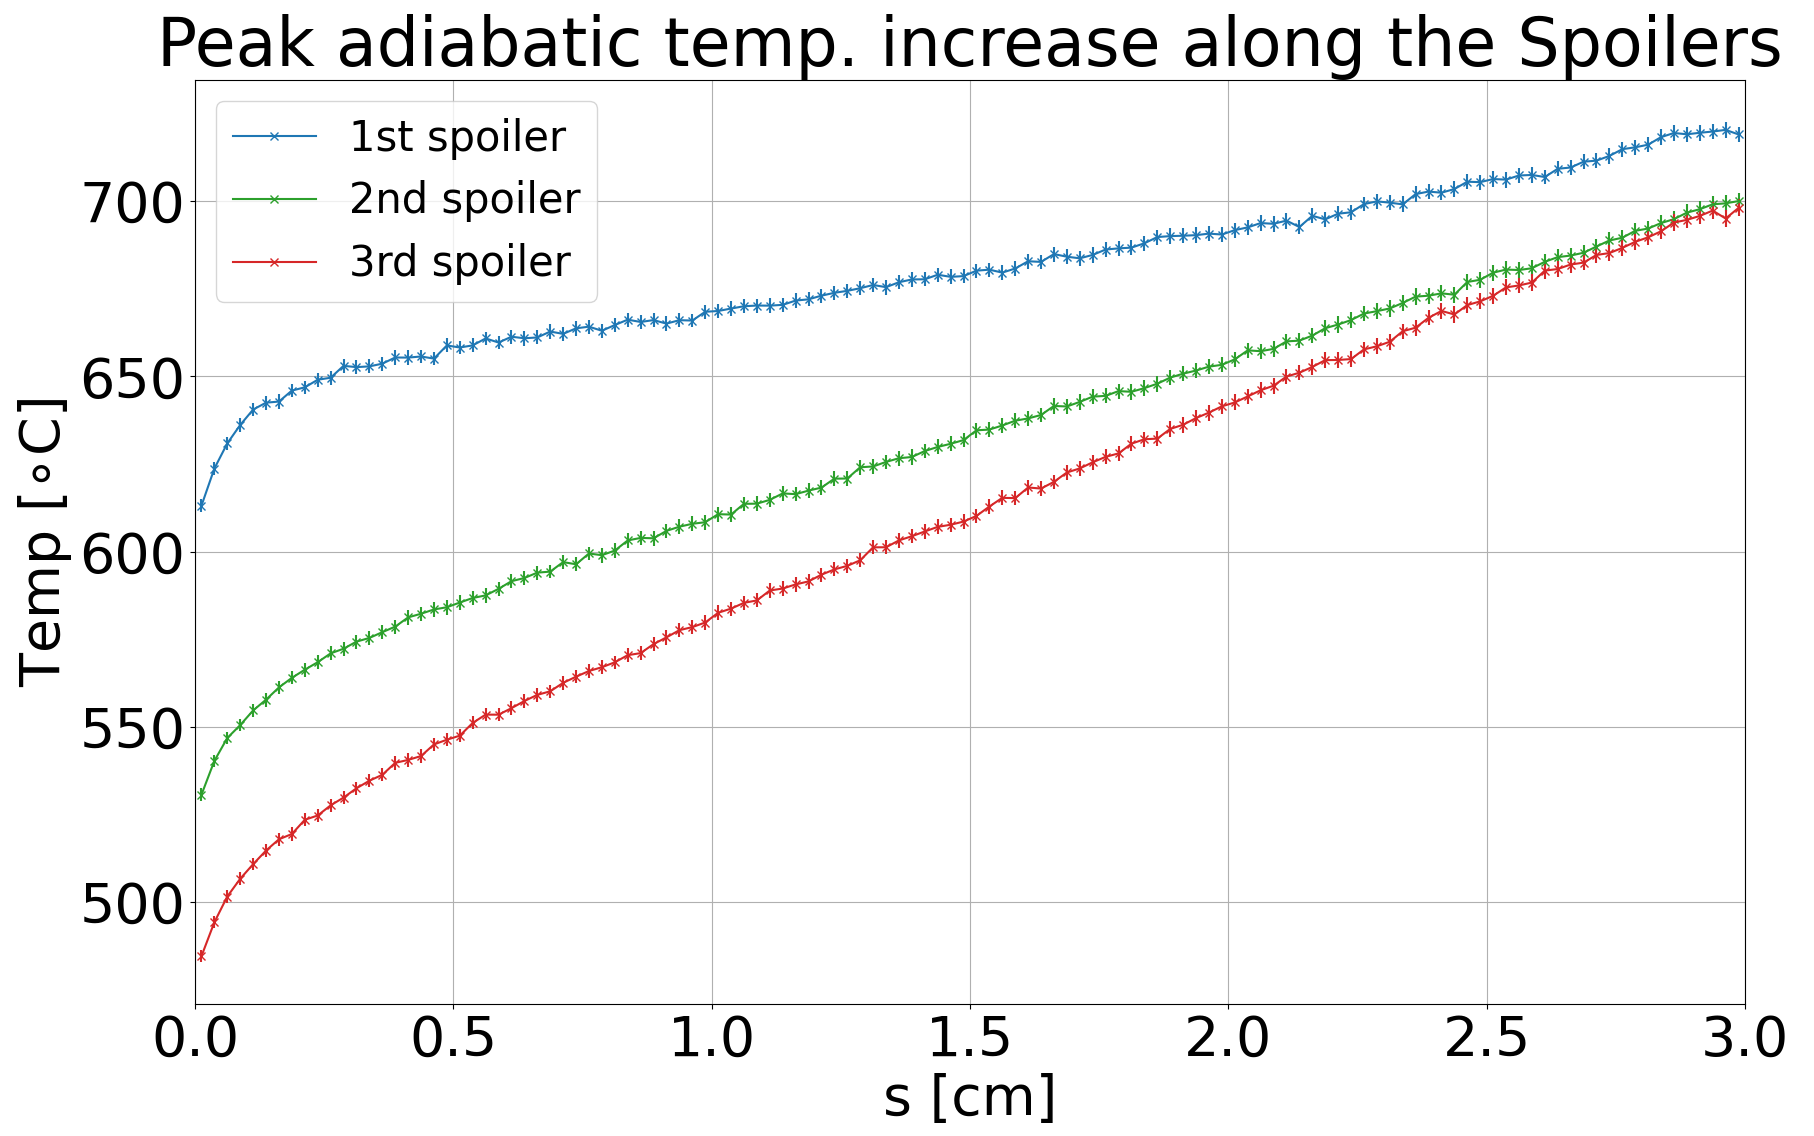 Peak adiabatic temp. increase along the Spoilers
1st spoiler
2nd spoiler
3rd spoiler
Temp [∘C]
700
650
600
550
500
0.0 0.5 1.0 1.5 2.0 2.5 3.0
s [cm]